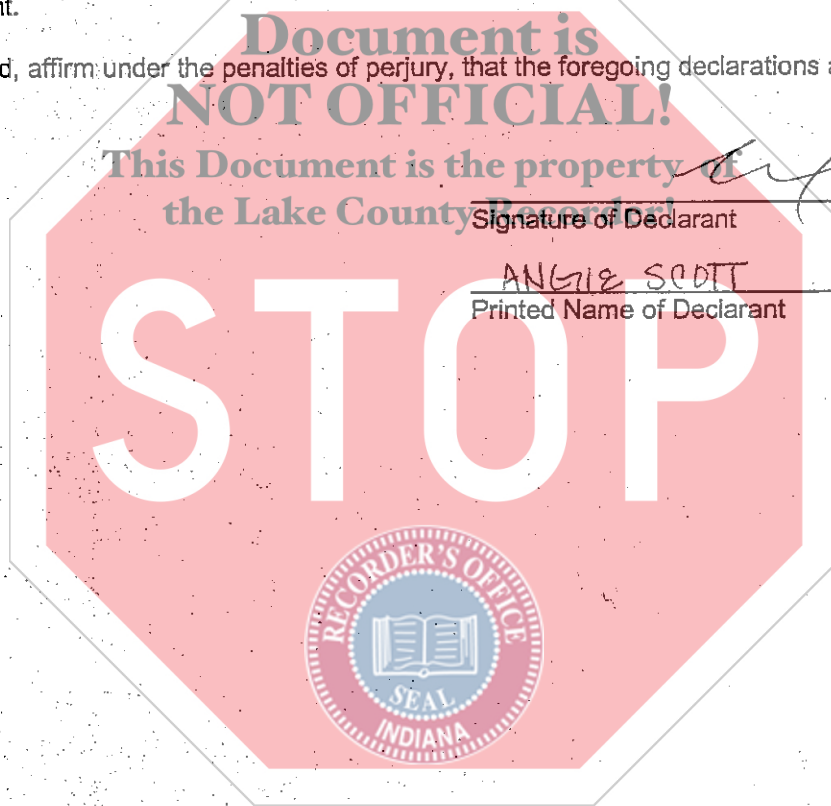 nt.
Document is
d, affirm under the penalties of perjury, that the foregoing declarations a
NOT OFFICIAL!
This Document is the property of
the Lake County Recorder!
Signature of Declarant
ANGIE SCOTT
Printed Name of Declarant
STOP
RECORDER'S OFFICE
SEAL
INDIANA